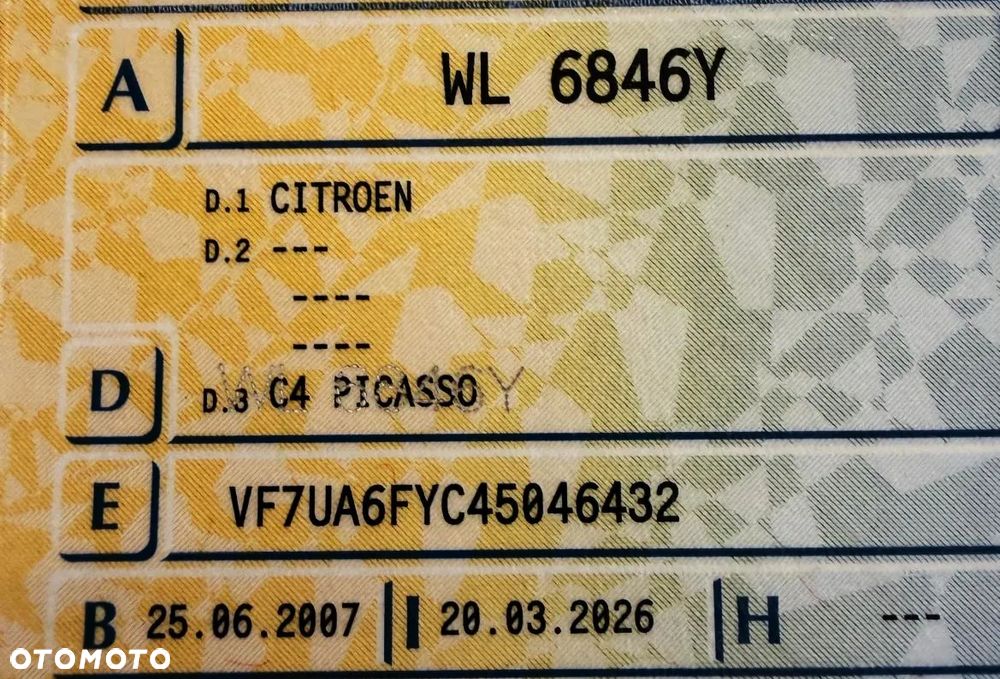 A WL 6846Y
D.1 CITROEN
D.2 ---
----
----
D D.3 C4 PICASSO
E VF7UA6FYC45046432
B 25.06.2007 I 20.03.2026 H ---
OTOMOTO